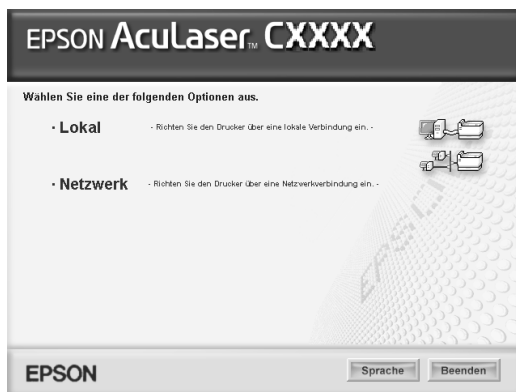 EPSON AcuLaser™ CXXXX
Wählen Sie eine der folgenden Optionen aus.
· Lokal - Richten Sie den Drucker über eine lokale Verbindung ein. -
· Netzwerk - Richten Sie den Drucker über eine Netzwerkverbindung ein. -
EPSON
EPSON Sprache Beenden